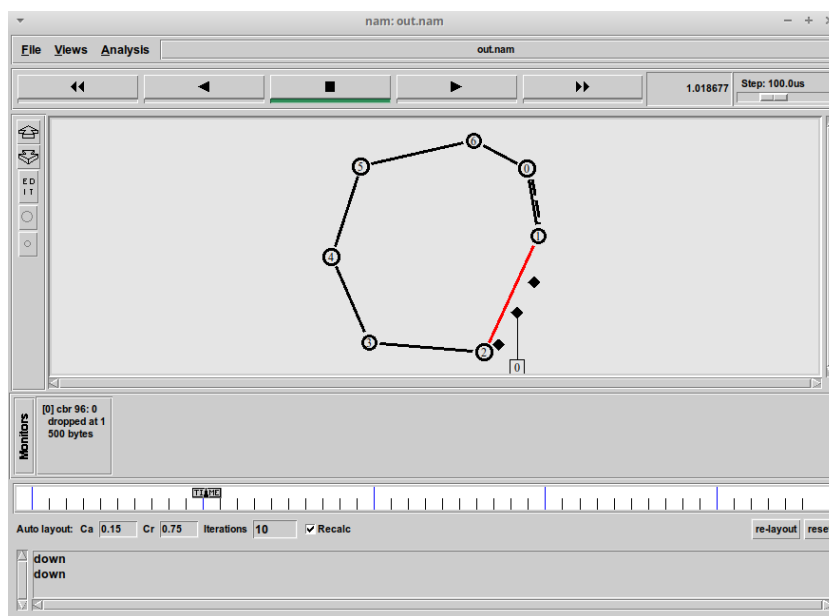 nam: out.nam
File Views Analysis out.nam
1.018677 Step: 100.0us
ED
IT
6
5
0
1
4
3
2
0
Monitors
[0] cbr 96: 0
dropped at 1
500 bytes
TIME
Auto layout: Ca 0.15 Cr 0.75 Iterations 10 Recalc re-layout rese
down
down